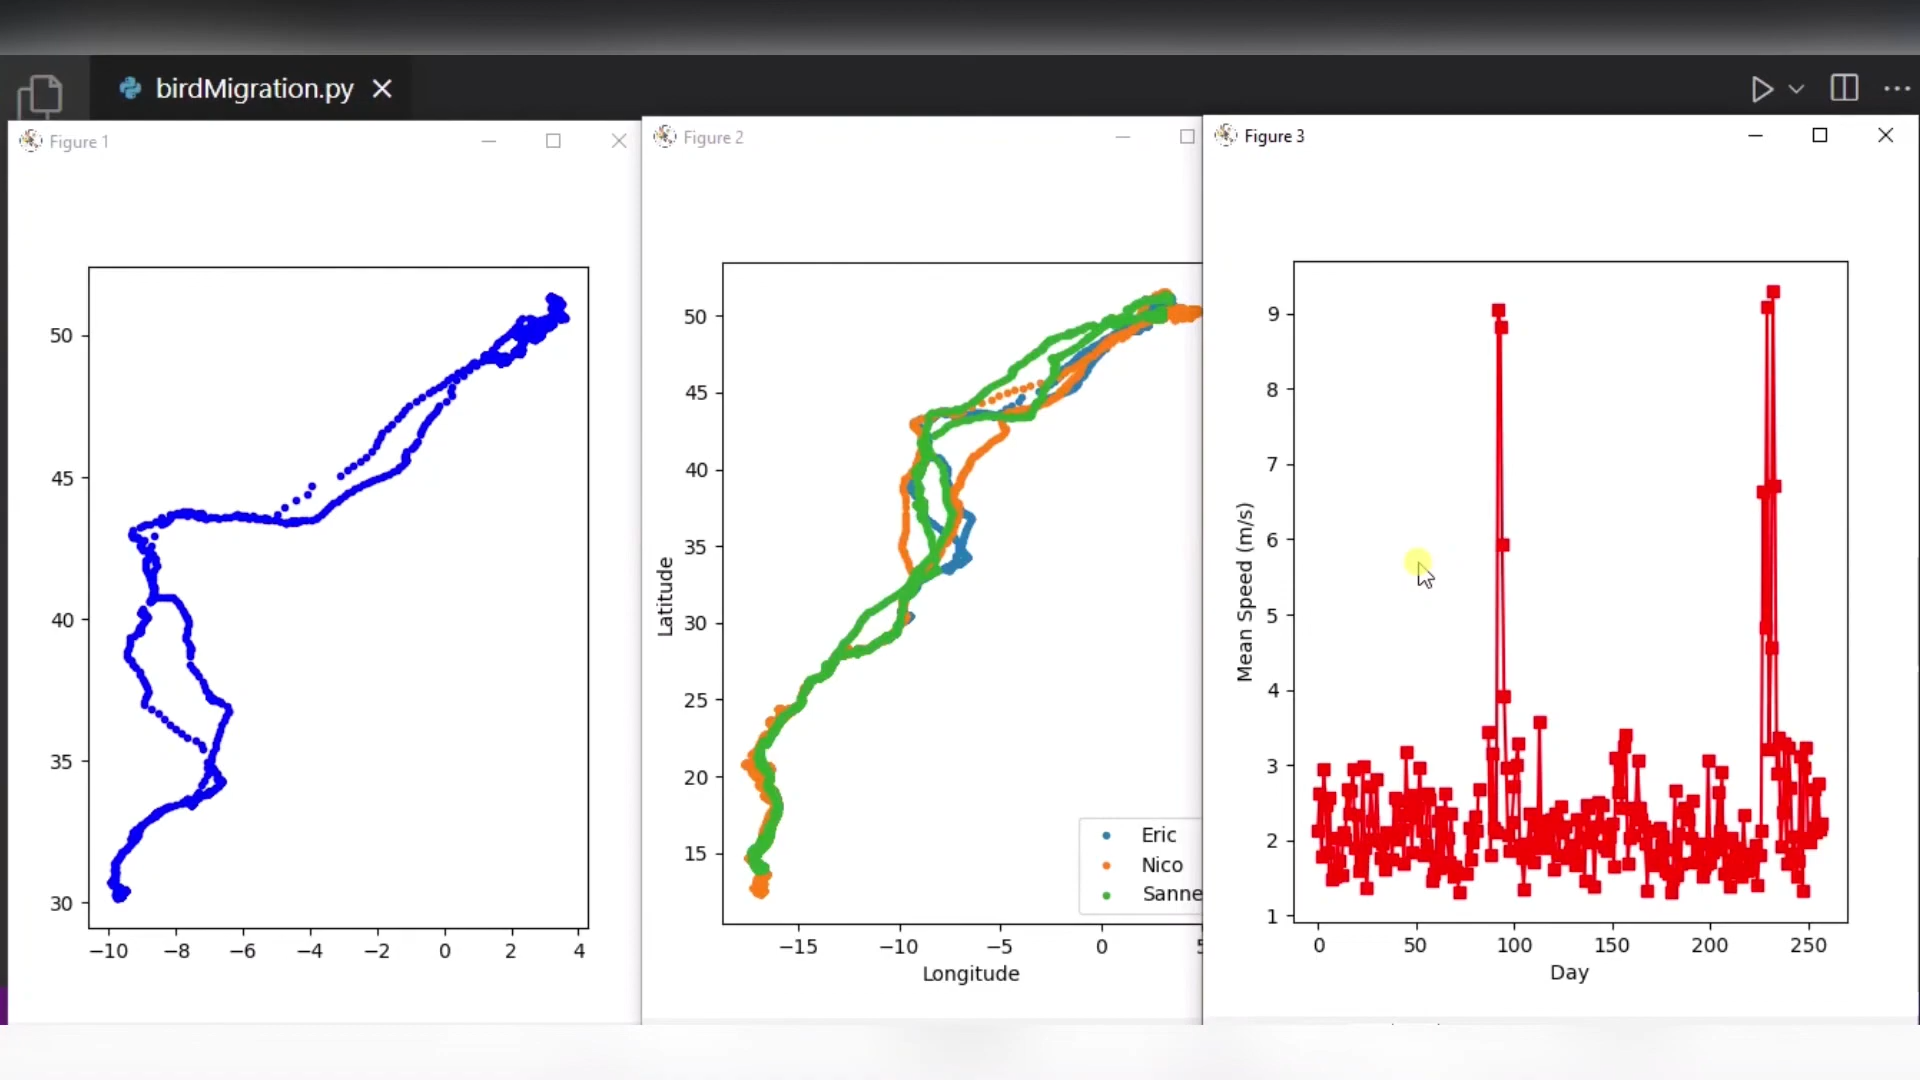 birdMigration.py
Figure 1
50
45
40
35
30
−10 −8 −6 −4 −2 0 2 4
Figure 2
50
45
40
35
30
25
20
15
Latitude
Eric
Nico
Sanne
−15 −10 −5 0
Longitude
Figure 3
9
8
7
6
5
4
3
2
1
Mean Speed (m/s)
0 50 100 150 200 250
Day